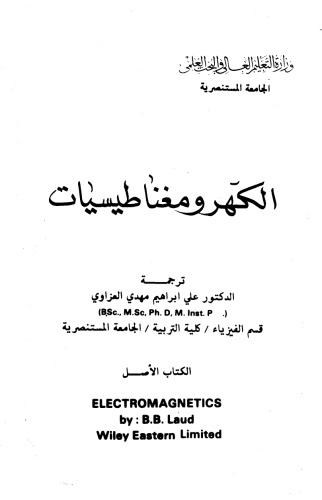 وزارة التعليم العالي والبحث العلمي
الجامعة المستنصرية
الكهرومغناطيسيات
ترجمة
الدكتور علي ابراهيم مهدي العزاوي
(B.Sc., M.Sc, Ph. D, M. Inst. P .)
قسم الفيزياء / كلية التربية / الجامعة المستنصرية
الكتاب الأصل
ELECTROMAGNETICS
by : B.B. Laud
Wiley Eastern Limited